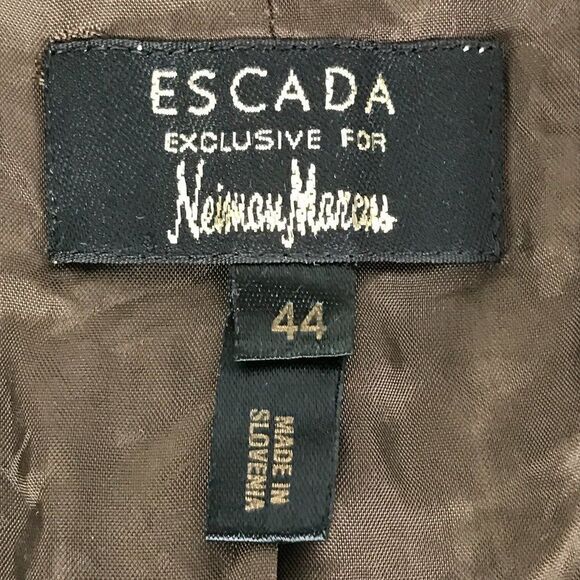 ESCADA
EXCLUSIVE FOR
Neiman Marcus
44
MADE IN
SLOVENIA